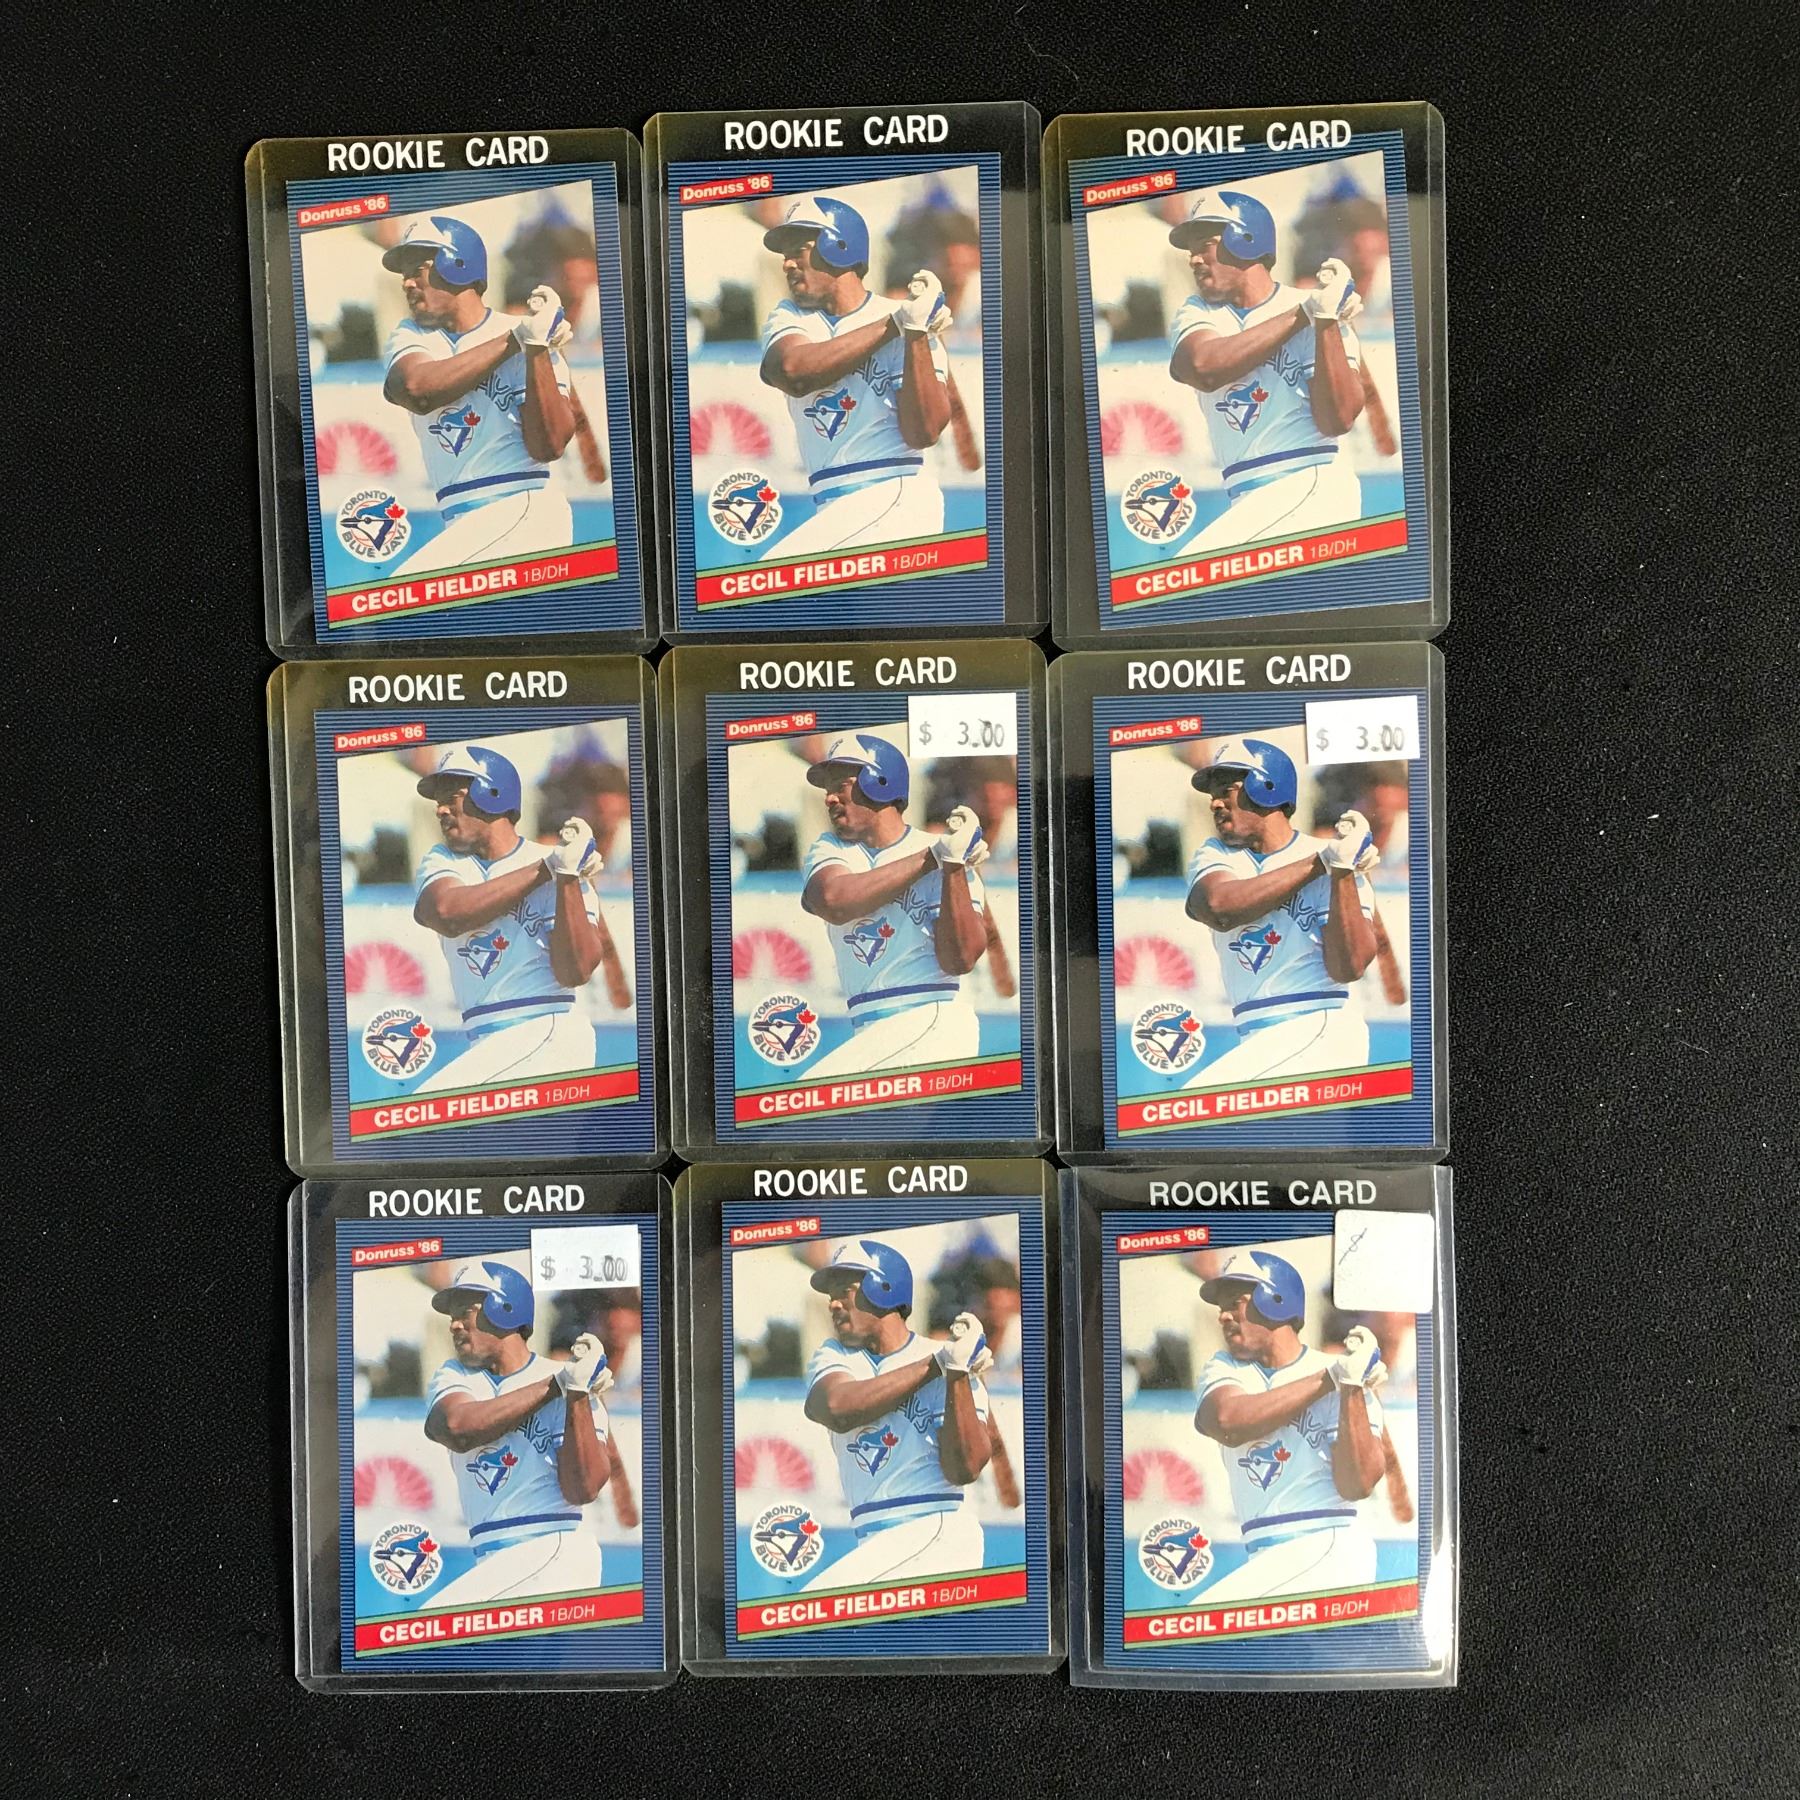 ROOKIE CARD
Donruss '86
TORONTO
BLUE JAYS
CECIL FIELDER 1B/DH
ROOKIE CARD
Donruss '86
TORONTO
BLUE JAYS
CECIL FIELDER 1B/DH
ROOKIE CARD
Donruss '86
TORONTO
BLUE JAYS
CECIL FIELDER 1B/DH
ROOKIE CARD
Donruss '86
TORONTO
BLUE JAYS
CECIL FIELDER 1B/DH
ROOKIE CARD
Donruss '86
$ 3.00
TORONTO
BLUE JAYS
CECIL FIELDER 1B/DH
ROOKIE CARD
Donruss '86
$ 3.00
TORONTO
BLUE JAYS
CECIL FIELDER 1B/DH
ROOKIE CARD
Donruss '86
$ 3.00
TORONTO
BLUE JAYS
CECIL FIELDER 1B/DH
ROOKIE CARD
Donruss '86
TORONTO
BLUE JAYS
CECIL FIELDER 1B/DH
ROOKIE CARD
Donruss '86
TORONTO
BLUE JAYS
CECIL FIELDER 1B/DH